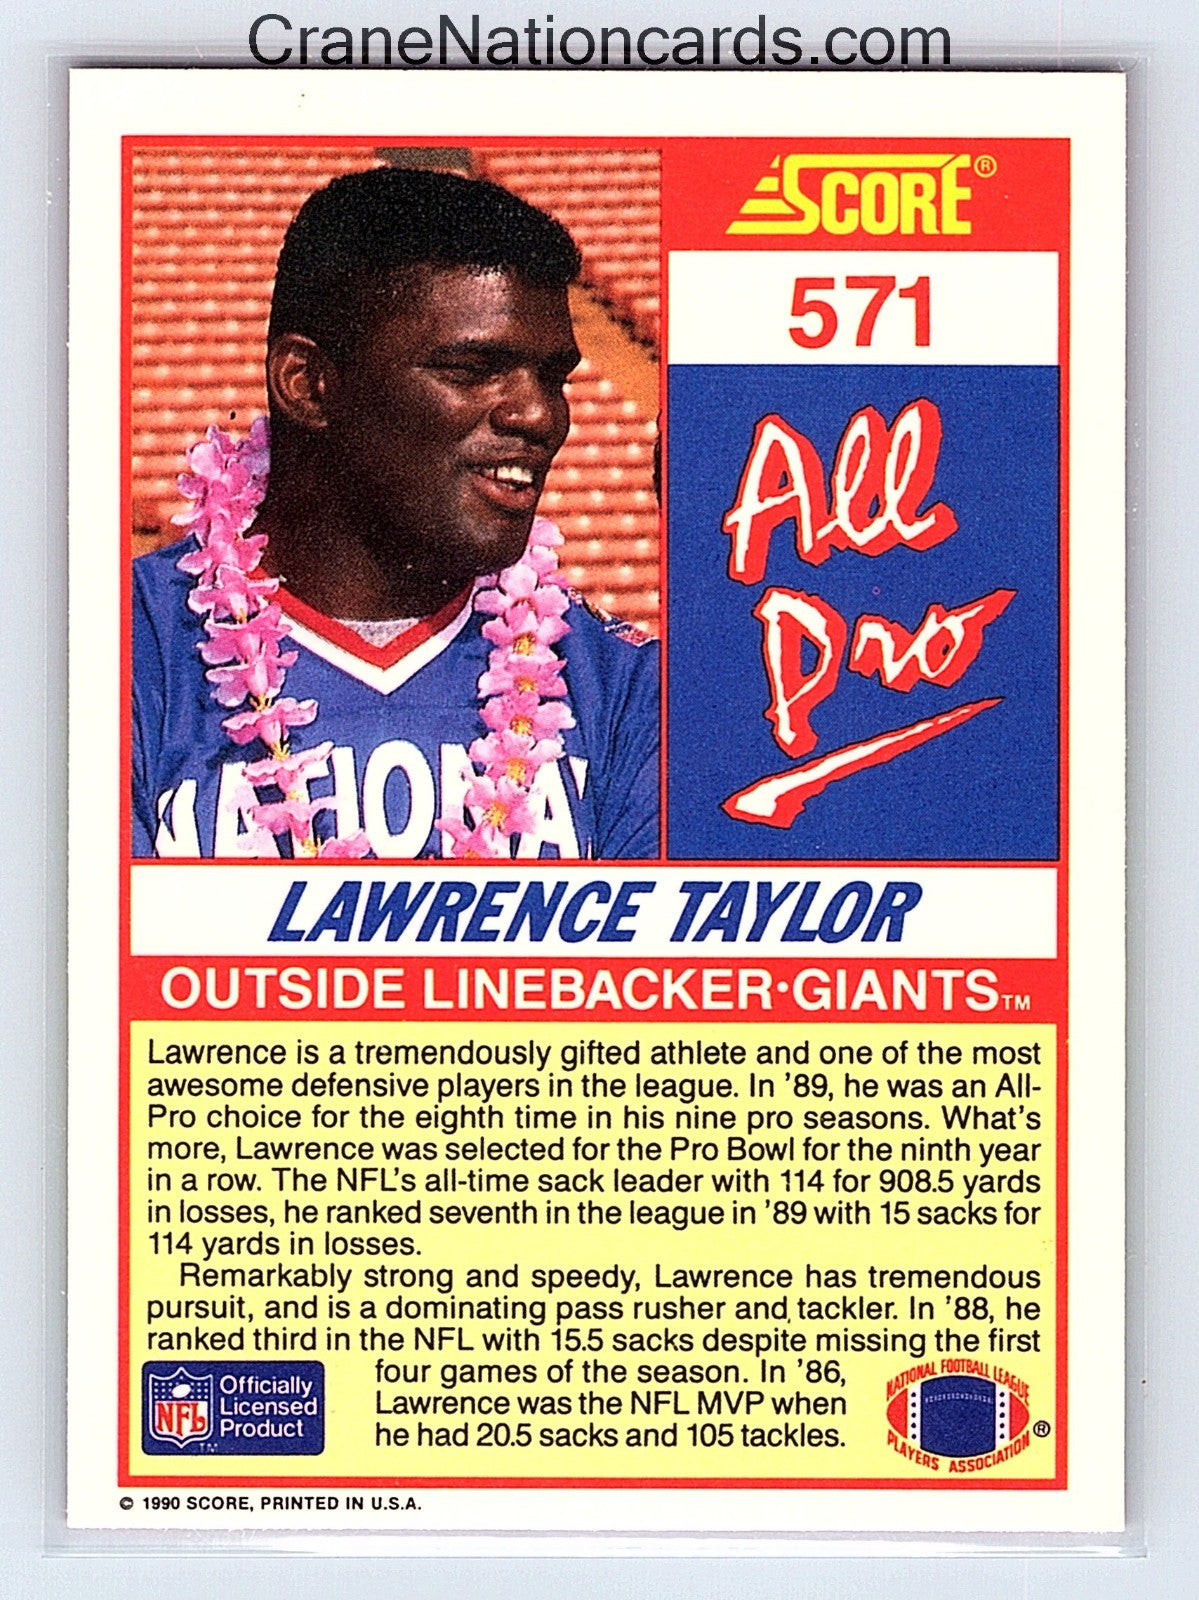 CraneNationcards.com
SCORE®
571
All
Pro
NATIONA
LAWRENCE TAYLOR
OUTSIDE LINEBACKER•GIANTS™
Lawrence is a tremendously gifted athlete and one of the most
awesome defensive players in the league. In '89, he was an All-
Pro choice for the eighth time in his nine pro seasons. What's
more, Lawrence was selected for the Pro Bowl for the ninth year
in a row. The NFL's all-time sack leader with 114 for 908.5 yards
in losses, he ranked seventh in the league in '89 with 15 sacks for
114 yards in losses.
Remarkably strong and speedy, Lawrence has tremendous
pursuit, and is a dominating pass rusher and tackler. In '88, he
ranked third in the NFL with 15.5 sacks despite missing the first
four games of the season. In '86,
Lawrence was the NFL MVP when
he had 20.5 sacks and 105 tackles.
NFL
Officially
Licensed
Product
™
NATIONAL FOOTBALL LEAGUE
PLAYERS ASSOCIATION ®
© 1990 SCORE, PRINTED IN U.S.A.